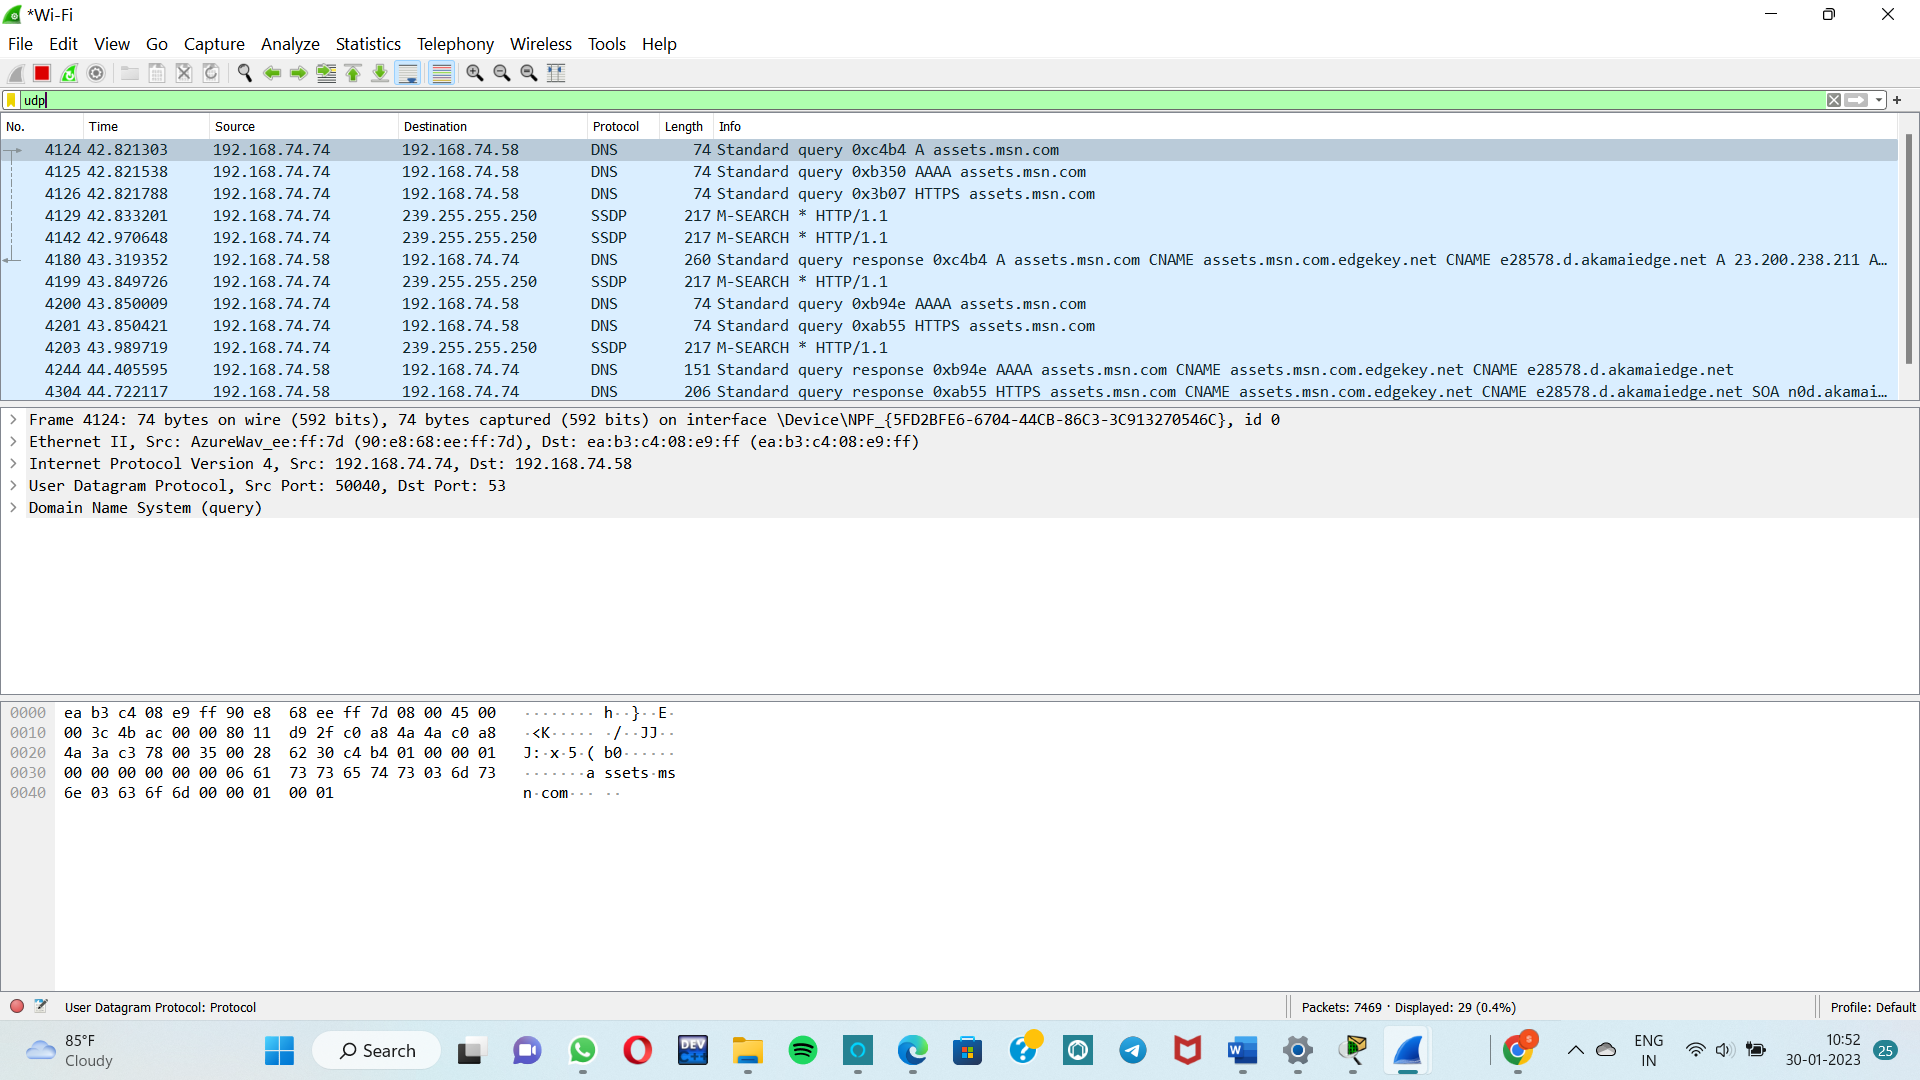 *Wi-Fi
File Edit View Go Capture Analyze Statistics Telephony Wireless Tools Help
udp
No. Time Source Destination Protocol Length Info
4124 42.821303 192.168.74.74 192.168.74.58 DNS 74 Standard query 0xc4b4 A assets.msn.com
4125 42.821538 192.168.74.74 192.168.74.58 DNS 74 Standard query 0xb350 AAAA assets.msn.com
4126 42.821788 192.168.74.74 192.168.74.58 DNS 74 Standard query 0x3b07 HTTPS assets.msn.com
4129 42.833201 192.168.74.74 239.255.255.250 SSDP 217 M-SEARCH * HTTP/1.1
4142 42.970648 192.168.74.74 239.255.255.250 SSDP 217 M-SEARCH * HTTP/1.1
4180 43.319352 192.168.74.58 192.168.74.74 DNS 260 Standard query response 0xc4b4 A assets.msn.com CNAME assets.msn.com.edgekey.net CNAME e28578.d.akamaiedge.net A 23.200.238.211 A…
4199 43.849726 192.168.74.74 239.255.255.250 SSDP 217 M-SEARCH * HTTP/1.1
4200 43.850009 192.168.74.74 192.168.74.58 DNS 74 Standard query 0xb94e AAAA assets.msn.com
4201 43.850421 192.168.74.74 192.168.74.58 DNS 74 Standard query 0xab55 HTTPS assets.msn.com
4203 43.989719 192.168.74.74 239.255.255.250 SSDP 217 M-SEARCH * HTTP/1.1
4244 44.405595 192.168.74.58 192.168.74.74 DNS 151 Standard query response 0xb94e AAAA assets.msn.com CNAME assets.msn.com.edgekey.net CNAME e28578.d.akamaiedge.net
4304 44.722117 192.168.74.58 192.168.74.74 DNS 206 Standard query response 0xab55 HTTPS assets.msn.com CNAME assets.msn.com.edgekey.net CNAME e28578.d.akamaiedge.net SOA n0d.akamai…
Frame 4124: 74 bytes on wire (592 bits), 74 bytes captured (592 bits) on interface \Device\NPF_{5FD2BFE6-6704-44CB-86C3-3C913270546C}, id 0
Ethernet II, Src: AzureWav_ee:ff:7d (90:e8:68:ee:ff:7d), Dst: ea:b3:c4:08:e9:ff (ea:b3:c4:08:e9:ff)
Internet Protocol Version 4, Src: 192.168.74.74, Dst: 192.168.74.58
User Datagram Protocol, Src Port: 50040, Dst Port: 53
Domain Name System (query)
0000 ea b3 c4 08 e9 ff 90 e8 68 ee ff 7d 08 00 45 00 ········ h··}··E·
0010 00 3c 4b ac 00 00 80 11 d9 2f c0 a8 4a 4a c0 a8 ·<K····· ·/··JJ··
0020 4a 3a c3 78 00 35 00 28 62 30 c4 b4 01 00 00 01 J:·x·5·( b0······
0030 00 00 00 00 00 00 06 61 73 73 65 74 73 03 6d 73 ·······a ssets·ms
0040 6e 03 63 6f 6d 00 00 01 00 01 n·com··· ··
User Datagram Protocol: Protocol Packets: 7469 · Displayed: 29 (0.4%) Profile: Default
85°F
Cloudy
Search
DEV
C++
W
S
ENG
IN
10:52
30-01-2023
25